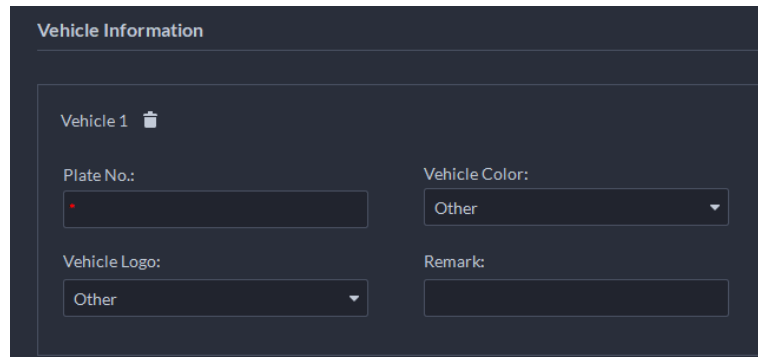 Vehicle Information
Vehicle 1
Plate No.: Vehicle Color:
* Other
Vehicle Logo: Remark:
Other